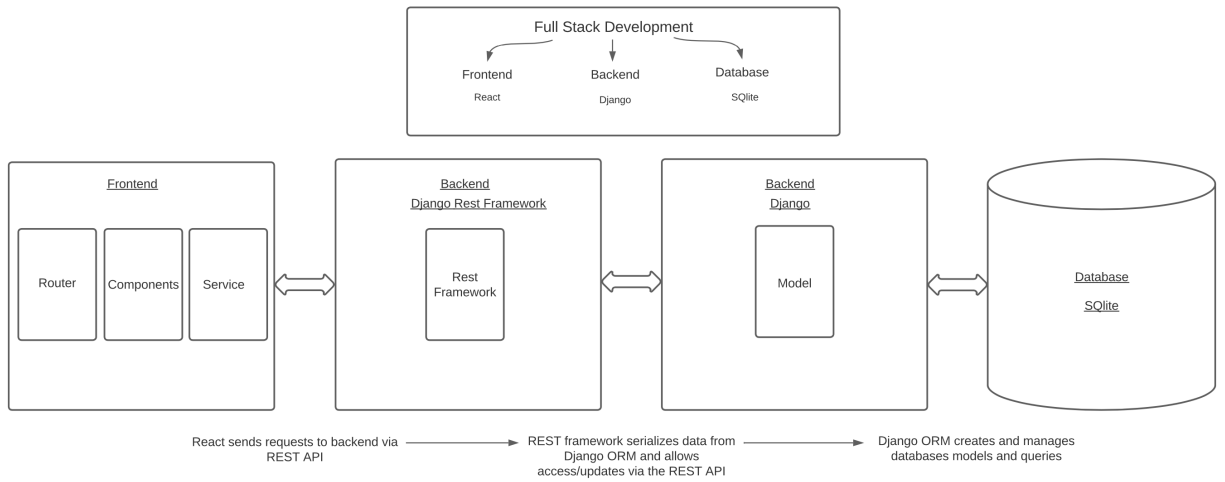 Full Stack Development
Frontend
Backend
Database
React
Django
SQlite
Frontend
Router
Components
Service
Backend
Django Rest Framework
Rest
Framework
Backend
Django
Model
Database
SQlite
React sends requests to backend via
REST API
REST framework serializes data from
Django ORM and allows
access/updates via the REST API
Django ORM creates and manages
databases models and queries